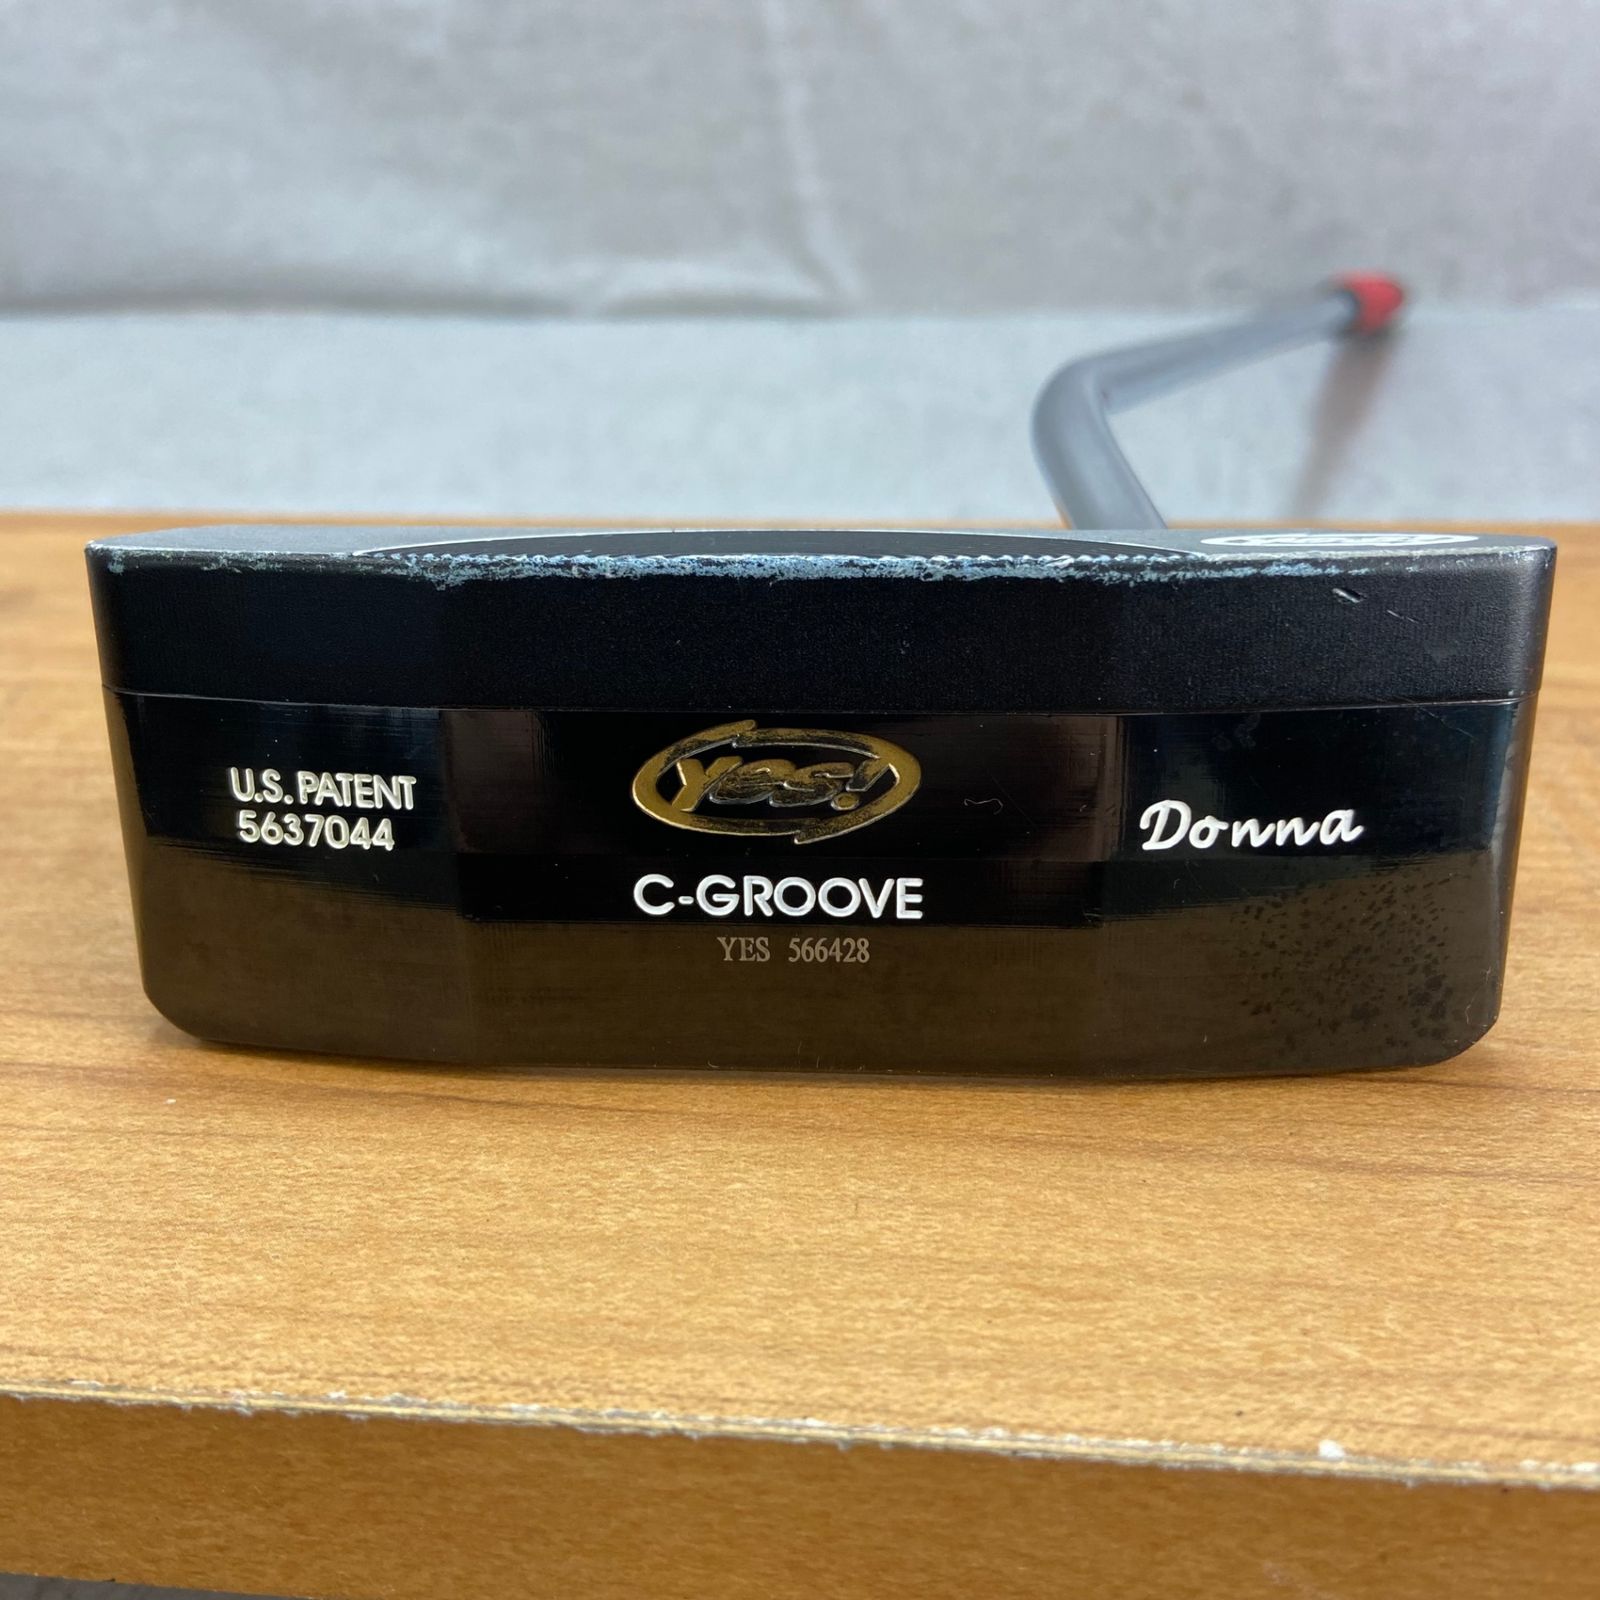 U.S. PATENT
5637044
yes!
C-GROOVE
YES 566428
Donna